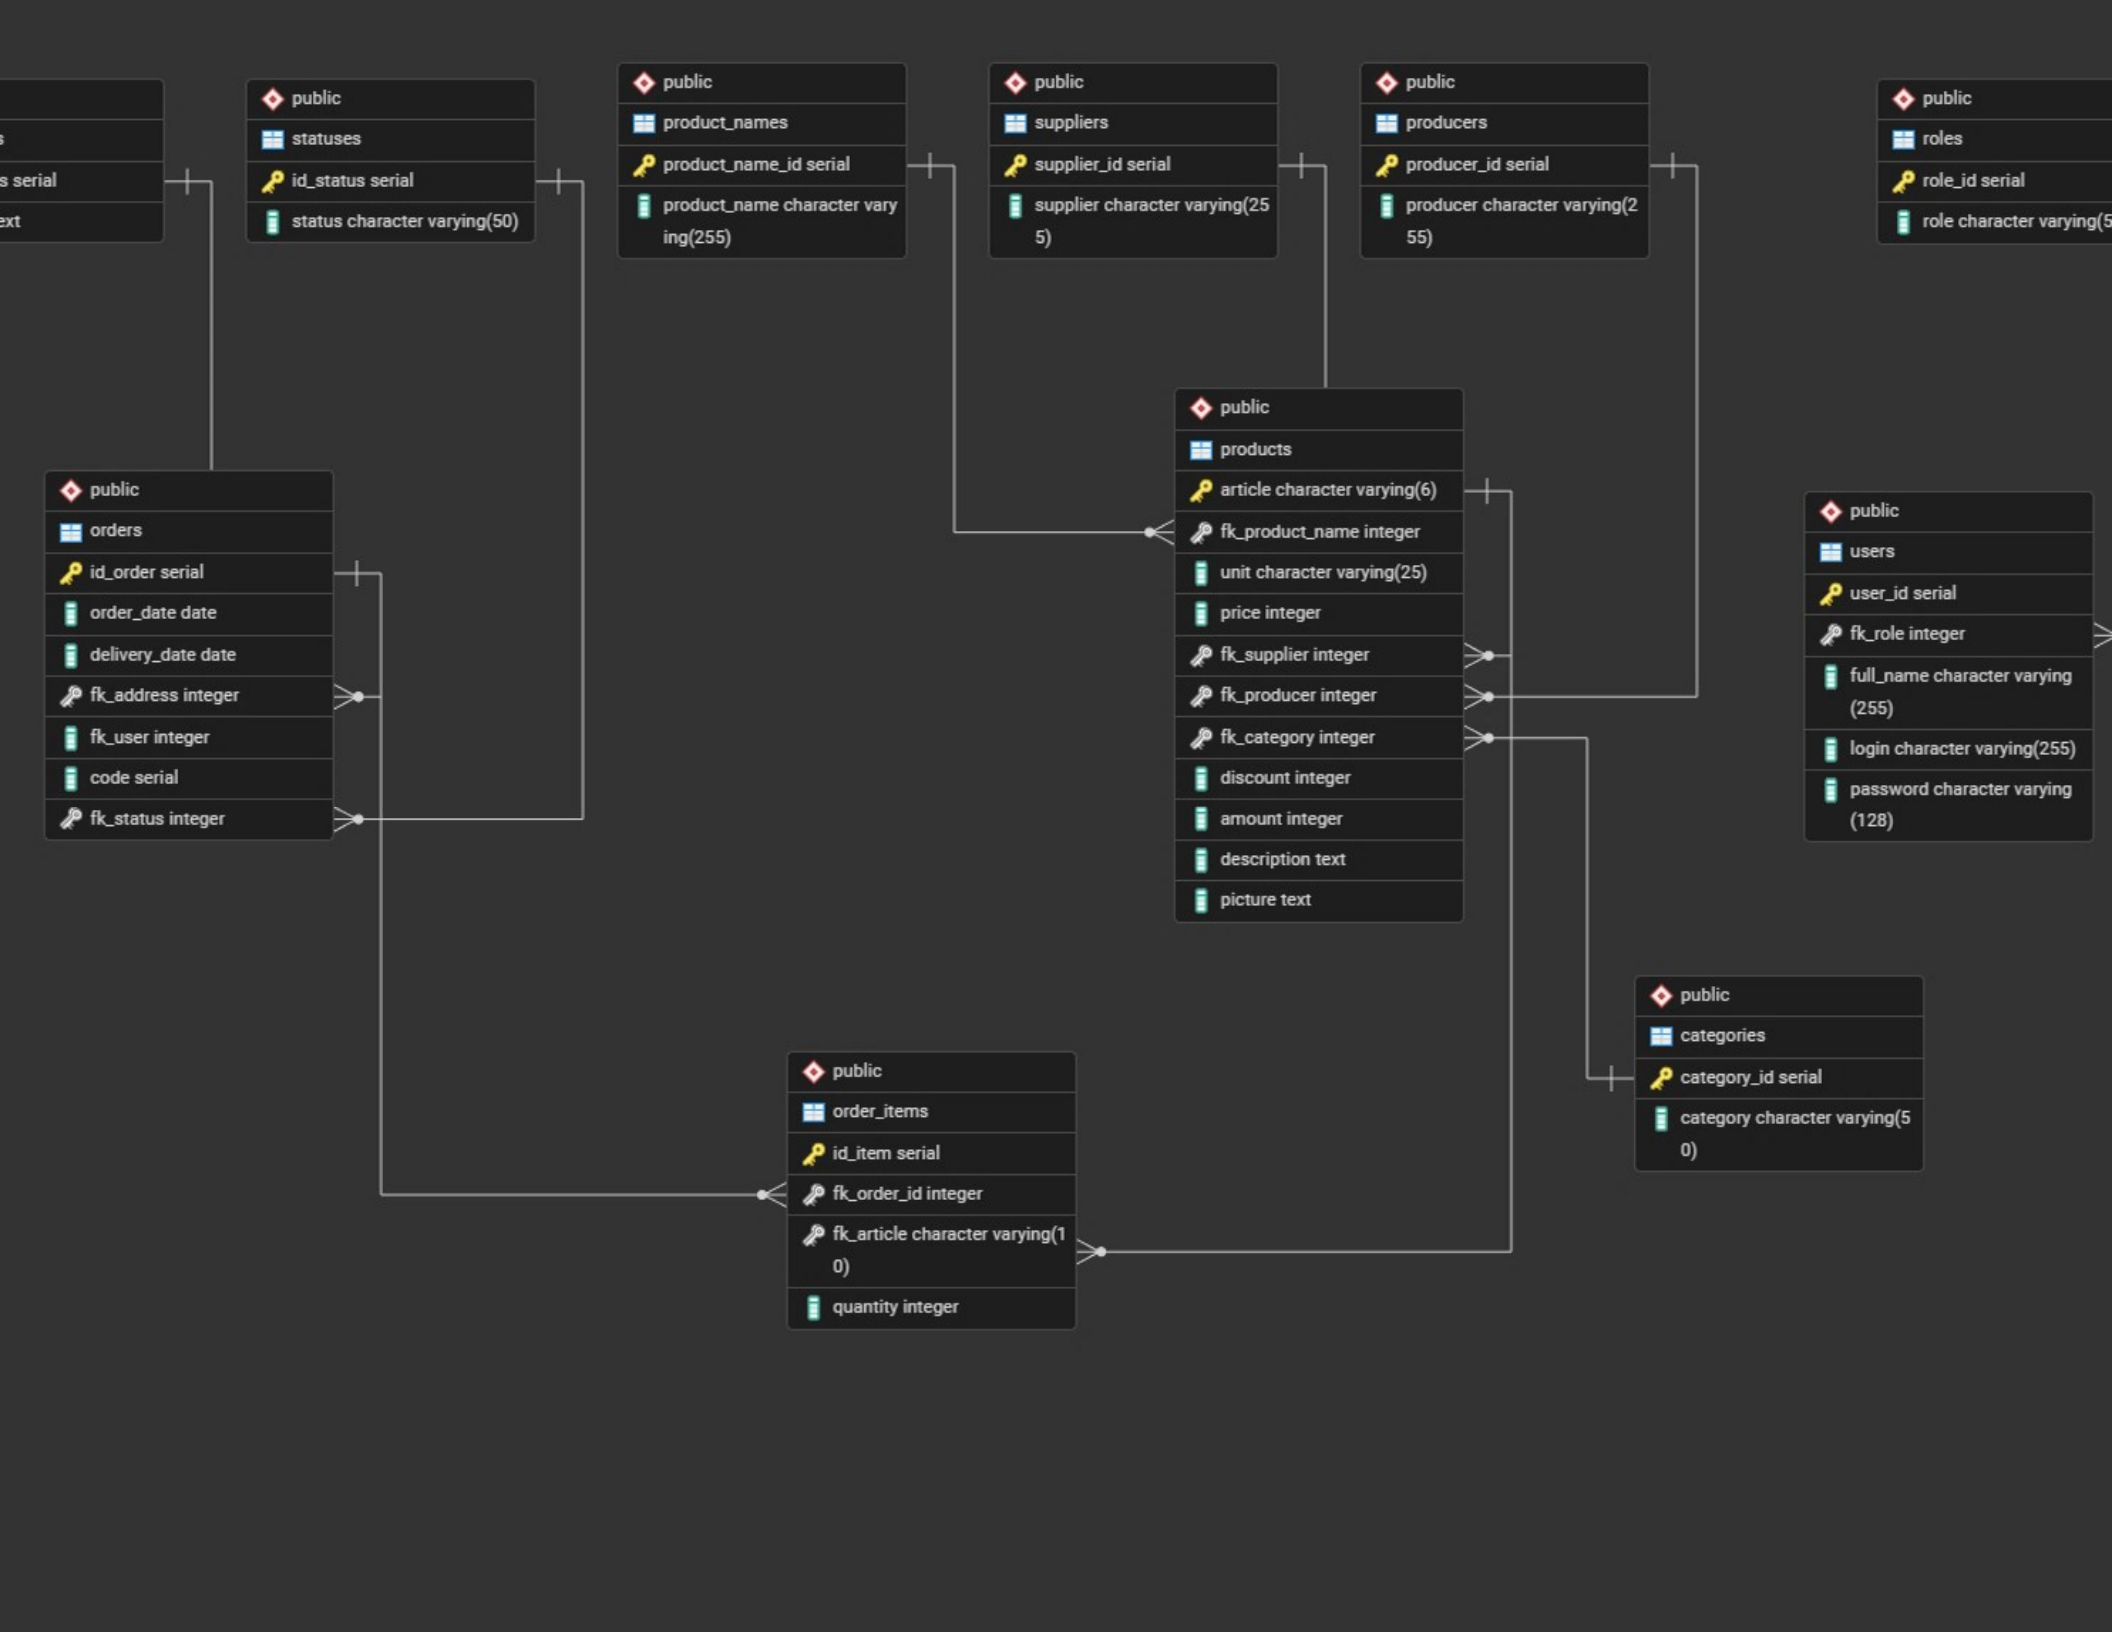 s
s serial
ext
public
statuses
id_status serial
status character varying(50)
public
product_names
product_name_id serial
product_name character vary
ing(255)
public
suppliers
supplier_id serial
supplier character varying(25
5)
public
producers
producer_id serial
producer character varying(2
55)
public
roles
role_id serial
role character varying(5
public
orders
id_order serial
order_date date
delivery_date date
fk_address integer
fk_user integer
code serial
fk_status integer
public
products
article character varying(6)
fk_product_name integer
unit character varying(25)
price integer
fk_supplier integer
fk_producer integer
fk_category integer
discount integer
amount integer
description text
picture text
public
users
user_id serial
fk_role integer
full_name character varying
(255)
login character varying(255)
password character varying
(128)
public
order_items
id_item serial
fk_order_id integer
fk_article character varying(1
0)
quantity integer
public
categories
category_id serial
category character varying(5
0)